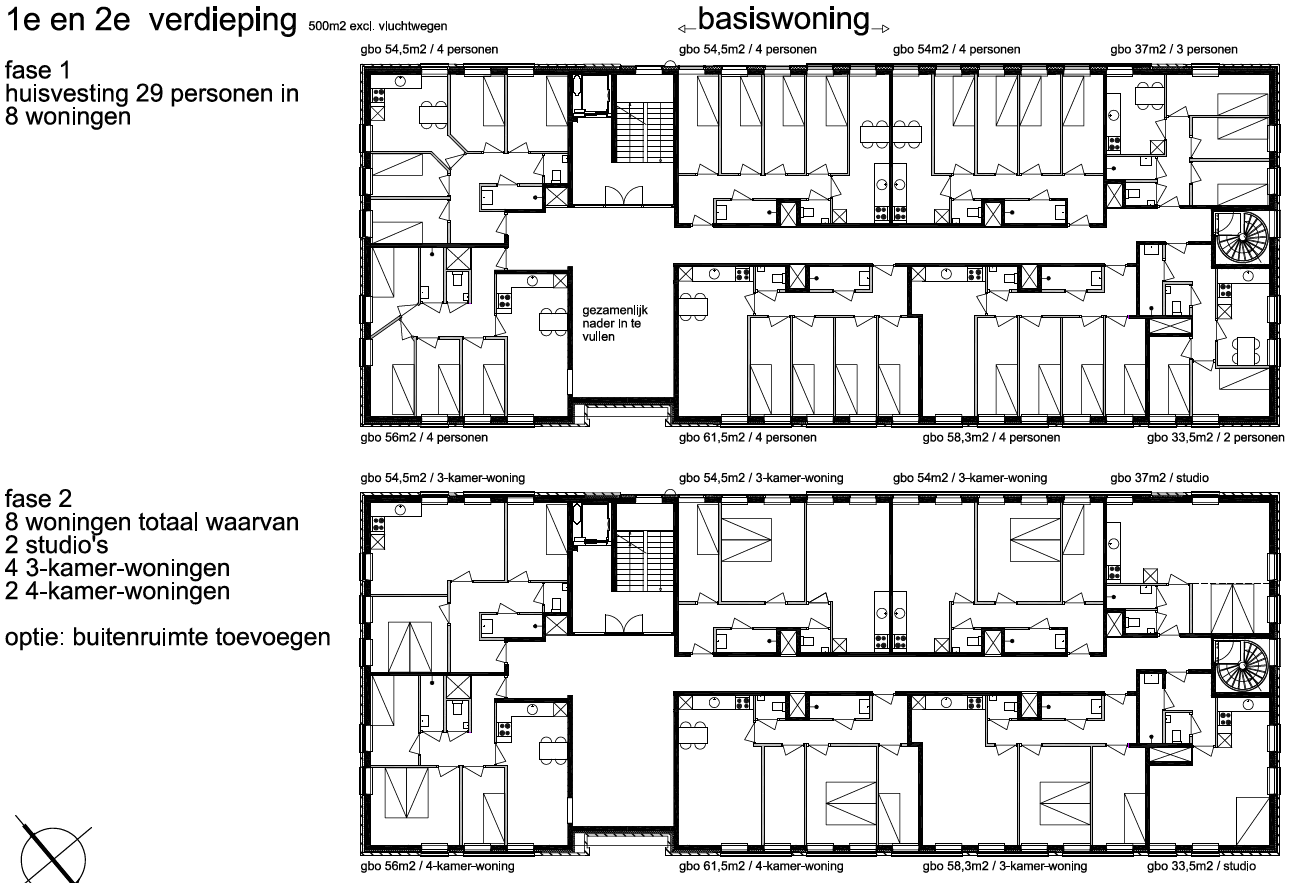 1e en 2e verdieping 500m2 excl. vluchtwegen
basiswoning
gbo 54,5m2 / 4 personen
gbo 54,5m2 / 4 personen
gbo 54m2 / 4 personen
gbo 37m2 / 3 personen
fase 1
huisvesting 29 personen in
8 woningen
gezamenlijk
nader in te
vullen
gbo 56m2 / 4 personen
gbo 61,5m2 / 4 personen
gbo 58,3m2 / 4 personen
gbo 33,5m2 / 2 personen
gbo 54,5m2 / 3-kamer-woning
gbo 54,5m2 / 3-kamer-woning
gbo 54m2 / 3-kamer-woning
gbo 37m2 / studio
fase 2
8 woningen totaal waarvan
2 studio's
4 3-kamer-woningen
2 4-kamer-woningen
optie: buitenruimte toevoegen
gbo 56m2 / 4-kamer-woning
gbo 61,5m2 / 4-kamer-woning
gbo 58,3m2 / 3-kamer-woning
gbo 33,5m2 / studio